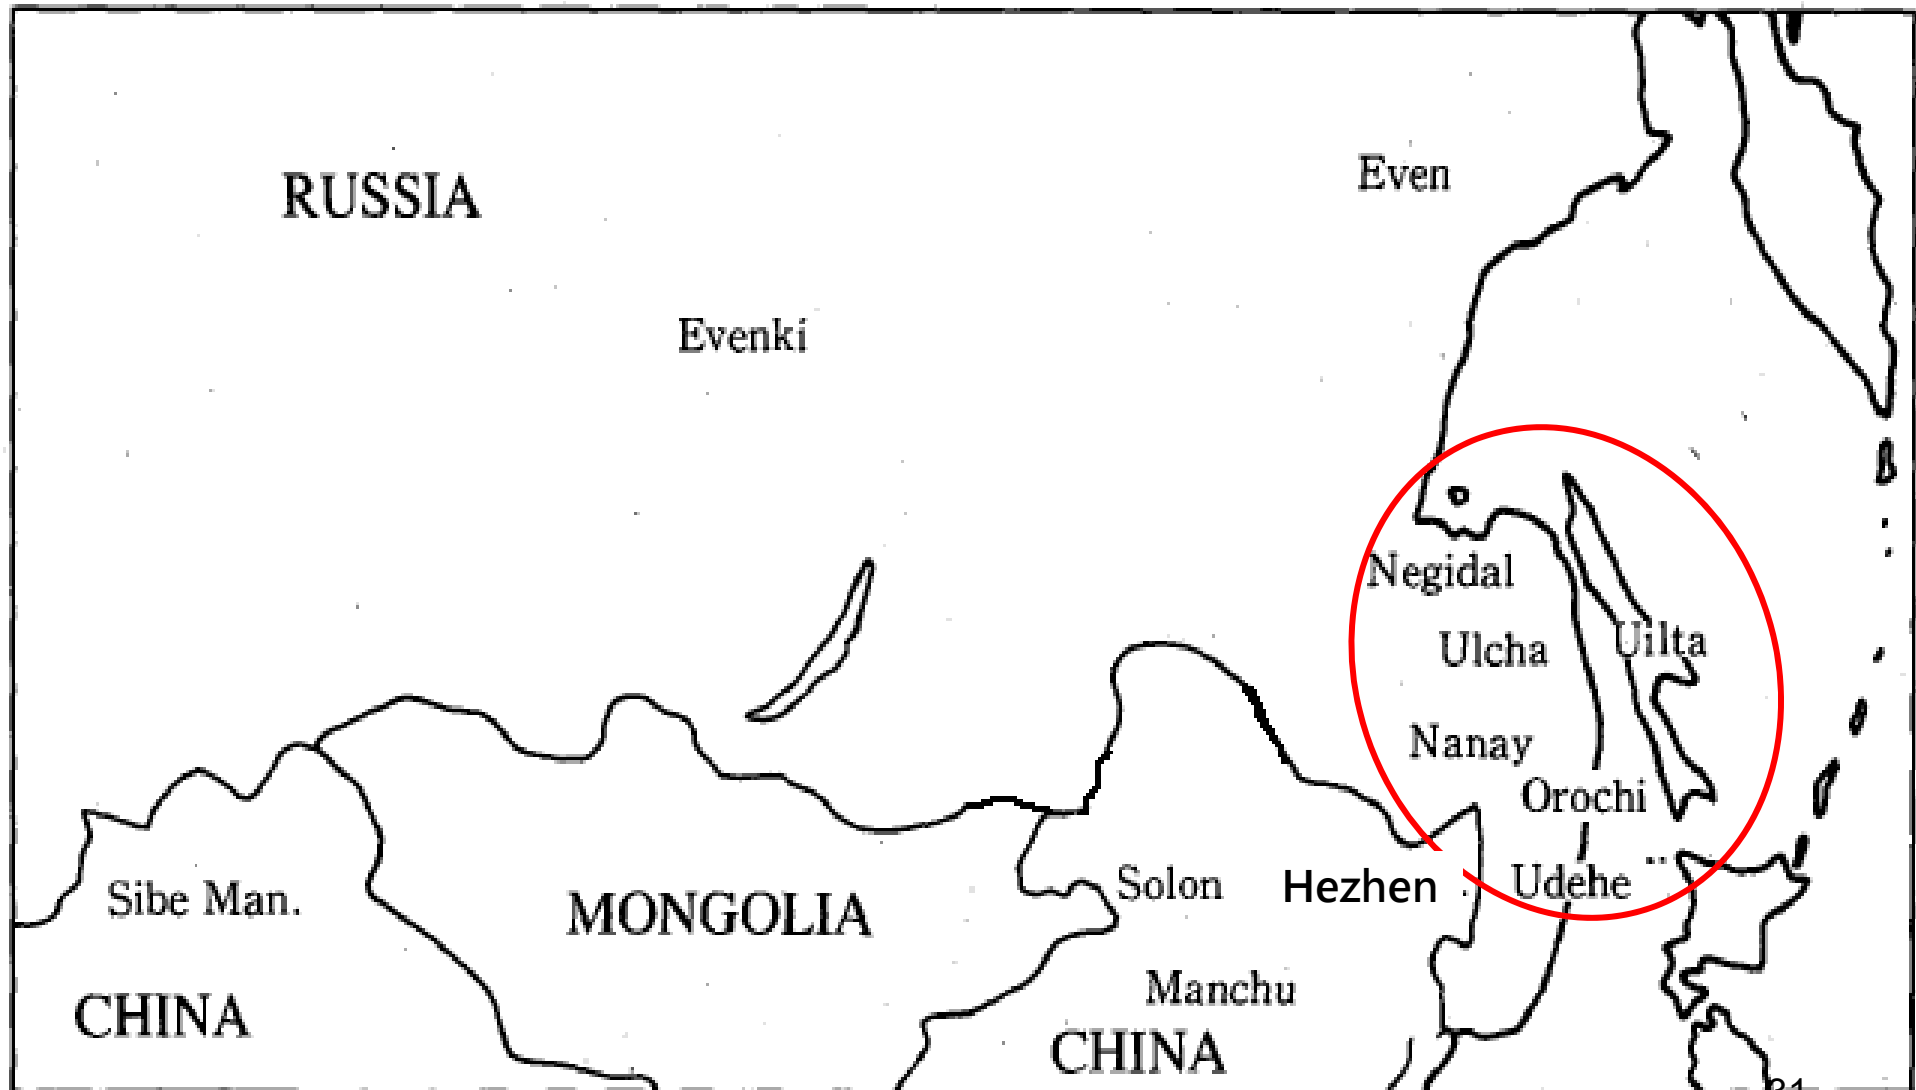 Even
RUSSIA
Evenki
Negidal
Uilta
Ulcha
Nanay
Orochi
Solon
Hezhen
Udehe
Sibe Man.
MONGOLIA
Manchu
CHINA
CHINA